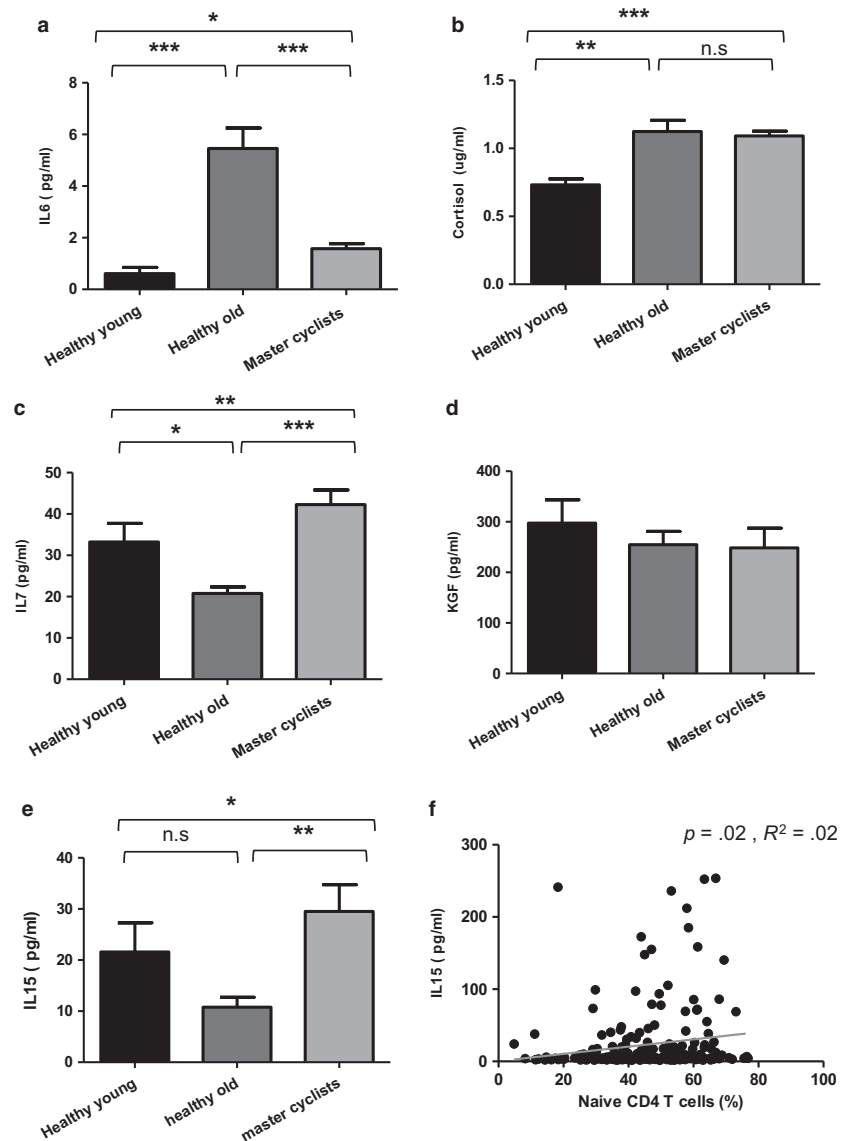 a
*
***
***
8
6
4
2
0
IL6 ( pg/ml)
Healthy young
Healthy old
Master cyclists
b
***
**
n.s
1.5
1.0
0.5
0.0
Cortisol (ug/ml)
Healthy young
Healthy old
Master cyclists
c
**
*
***
50
40
30
20
10
0
IL7 (pg/ml)
Healthy young
Healthy old
Master cyclists
d
400
300
200
100
0
KGF (pg/ml)
Healthy young
Healthy old
Master cyclists
e
*
n.s
**
40
30
20
10
0
IL15 ( pg/ml)
Healthy young
healthy old
master cyclists
f
p = .02 , R² = .02
300
200
100
50
0
IL15 (pg/ml)
0 20 40 60 80 100
Naive CD4 T cells (%)